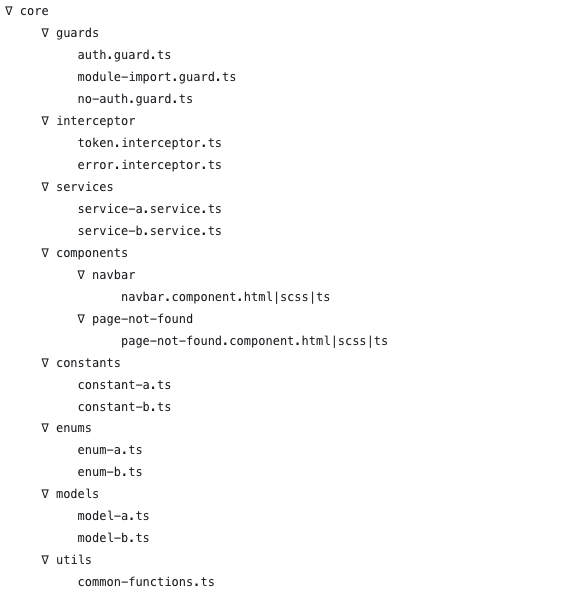 ∇ core
∇ guards
auth.guard.ts
module-import.guard.ts
no-auth.guard.ts
∇ interceptor
token.interceptor.ts
error.interceptor.ts
∇ services
service-a.service.ts
service-b.service.ts
∇ components
∇ navbar
navbar.component.html|scss|ts
∇ page-not-found
page-not-found.component.html|scss|ts
∇ constants
constant-a.ts
constant-b.ts
∇ enums
enum-a.ts
enum-b.ts
∇ models
model-a.ts
model-b.ts
∇ utils
common-functions.ts